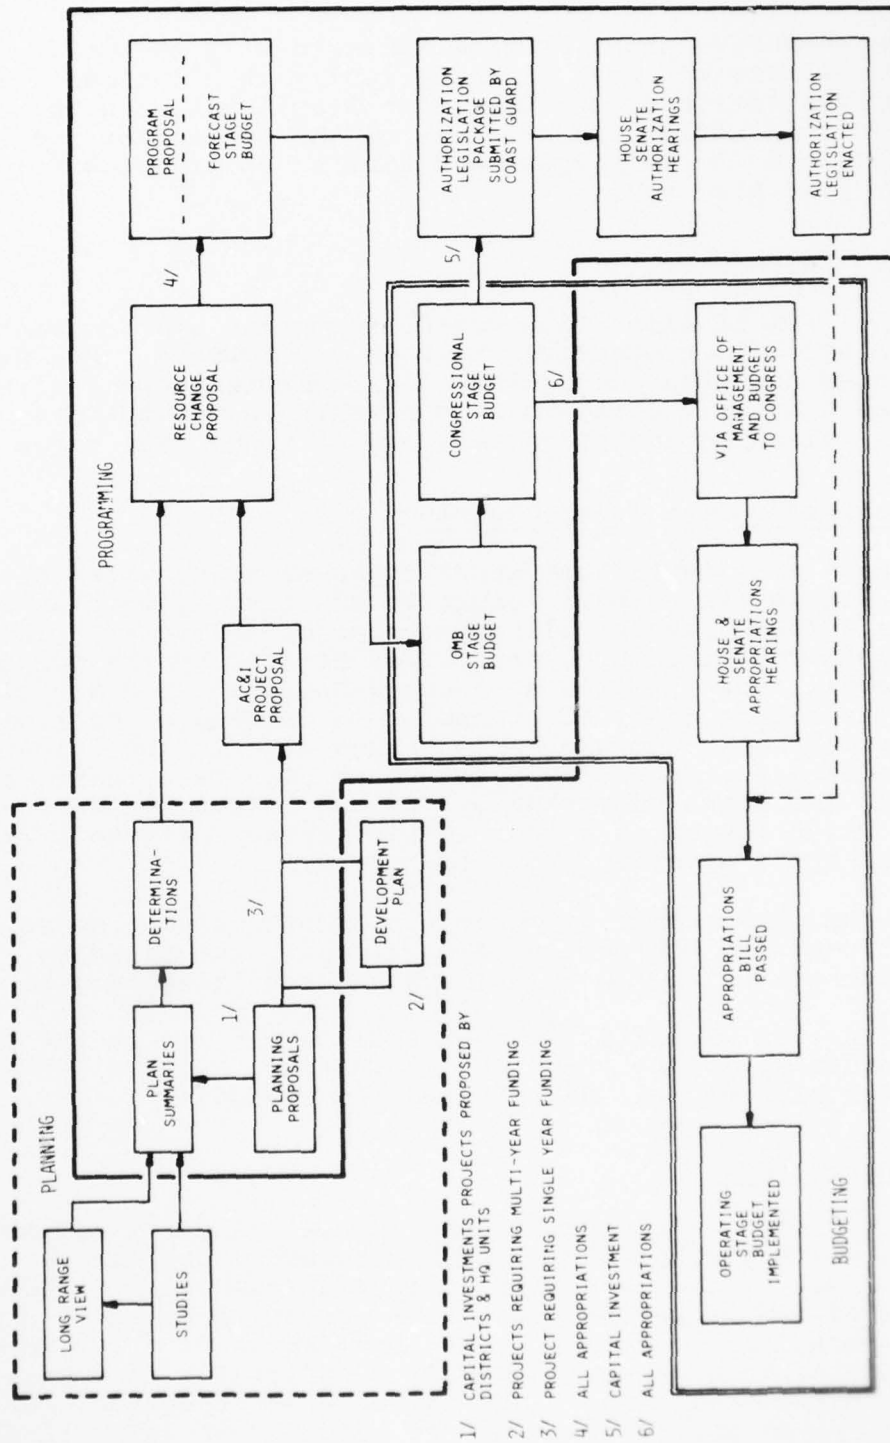 PLANNING
LONG RANGE
VIEW
STUDIES
PLAN
SUMMARIES
DETERMINA-
TIONS
1/
PLANNING
PROPOSALS
3/
2/
DEVELOPMENT
PLAN
PROGRAMMING
AC&I
PROJECT
PROPOSAL
RESOURCE
CHANGE
PROPOSAL
4/
PROGRAM
PROPOSAL
FORECAST
STAGE
BUDGET
OMB
STAGE
BUDGET
CONGRESSIONAL
STAGE
BUDGET
5/
AUTHORIZATION
LEGISLATION
PACKAGE
SUBMITTED BY
COAST GUARD
6/
HOUSE
SENATE
AUTHORIZATION
HEARINGS
AUTHORIZATION
LEGISLATION
ENACTED
VIA OFFICE OF
MANAGEMENT
AND BUDGET
TO CONGRESS
HOUSE &
SENATE
APPROPRIATIONS
HEARINGS
APPROPRIATIONS
BILL
PASSED
OPERATING
STAGE
BUDGET
IMPLEMENTED
BUDGETING
1/ CAPITAL INVESTMENTS PROJECTS PROPOSED BY
DISTRICTS & HQ UNITS
2/ PROJECTS REQUIRING MULTI-YEAR FUNDING
3/ PROJECT REQUIRING SINGLE YEAR FUNDING
4/ ALL APPROPRIATIONS
5/ CAPITAL INVESTMENT
6/ ALL APPROPRIATIONS